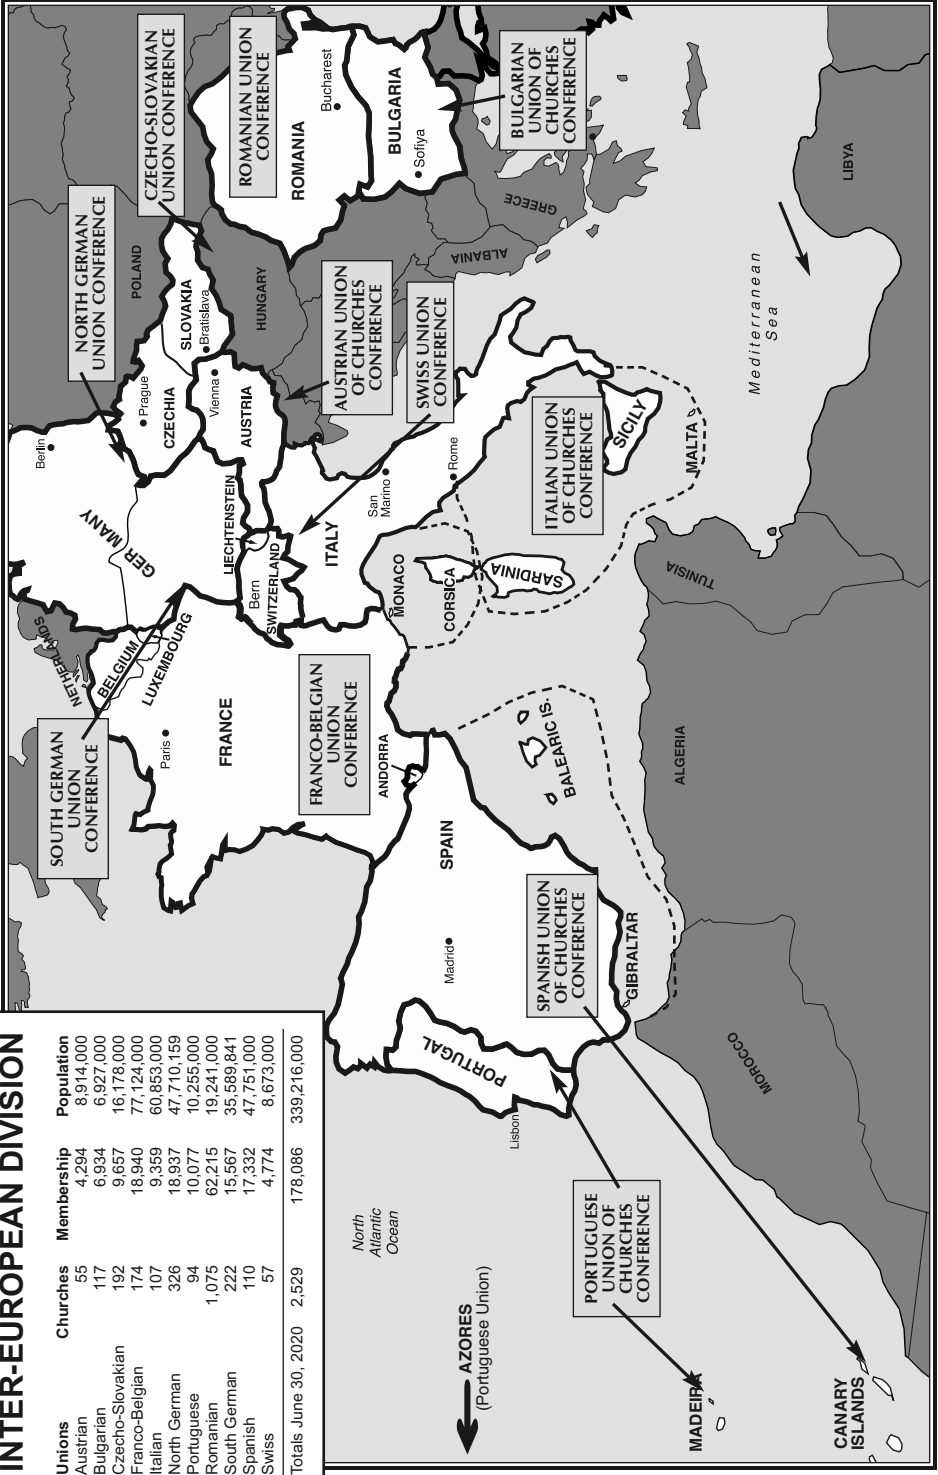 INTER-EUROPEAN DIVISION
Unions Churches Membership Population
Austrian 55 4,294 8,914,000
Bulgarian 117 6,934 6,927,000
Czecho-Slovakian 192 9,657 16,178,000
Franco-Belgian 174 18,940 77,124,000
Italian 107 9,359 60,853,000
North German 326 18,937 47,710,159
Portuguese 94 10,077 10,255,000
Romanian 1,075 62,215 19,241,000
South German 222 15,567 35,589,841
Spanish 110 17,332 47,751,000
Swiss 57 4,774 8,673,000
Totals June 30, 2020 2,529 178,086 339,216,000
SOUTH GERMAN
UNION
CONFERENCE
NETHERLANDS
BELGIUM
LUXEMBOURG
Paris
FRANCE
GERMANY
Berlin
NORTH GERMAN
UNION CONFERENCE
POLAND
CZECHO-SLOVAKIAN
UNION CONFERENCE
Prague
CZECHIA
SLOVAKIA
Bratislava
Vienna
AUSTRIA
HUNGARY
LIECHTENSTEIN
Bern
SWITZERLAND
ROMANIAN UNION
CONFERENCE
ROMANIA
Bucharest
BULGARIA
Sofiya
BULGARIAN
UNION OF
CHURCHES
CONFERENCE
AUSTRIAN UNION
OF CHURCHES
CONFERENCE
SWISS UNION
CONFERENCE
ITALY
San
Marino
Rome
ALBANIA
GREECE
FRANCO-BELGIAN
UNION
CONFERENCE
ANDORRA
MONACO
CORSICA
SARDINIA
ITALIAN UNION
OF CHURCHES
CONFERENCE
SICILY
MALTA
Mediterranean
Sea
LIBYA
TUNISIA
ALGERIA
MOROCCO
BALEARIC IS.
SPAIN
Madrid
SPANISH UNION
OF CHURCHES
CONFERENCE
GIBRALTAR
PORTUGAL
Lisbon
North
Atlantic
Ocean
PORTUGUESE
UNION OF
CHURCHES
CONFERENCE
AZORES
(Portuguese Union)
MADEIRA
CANARY
ISLANDS